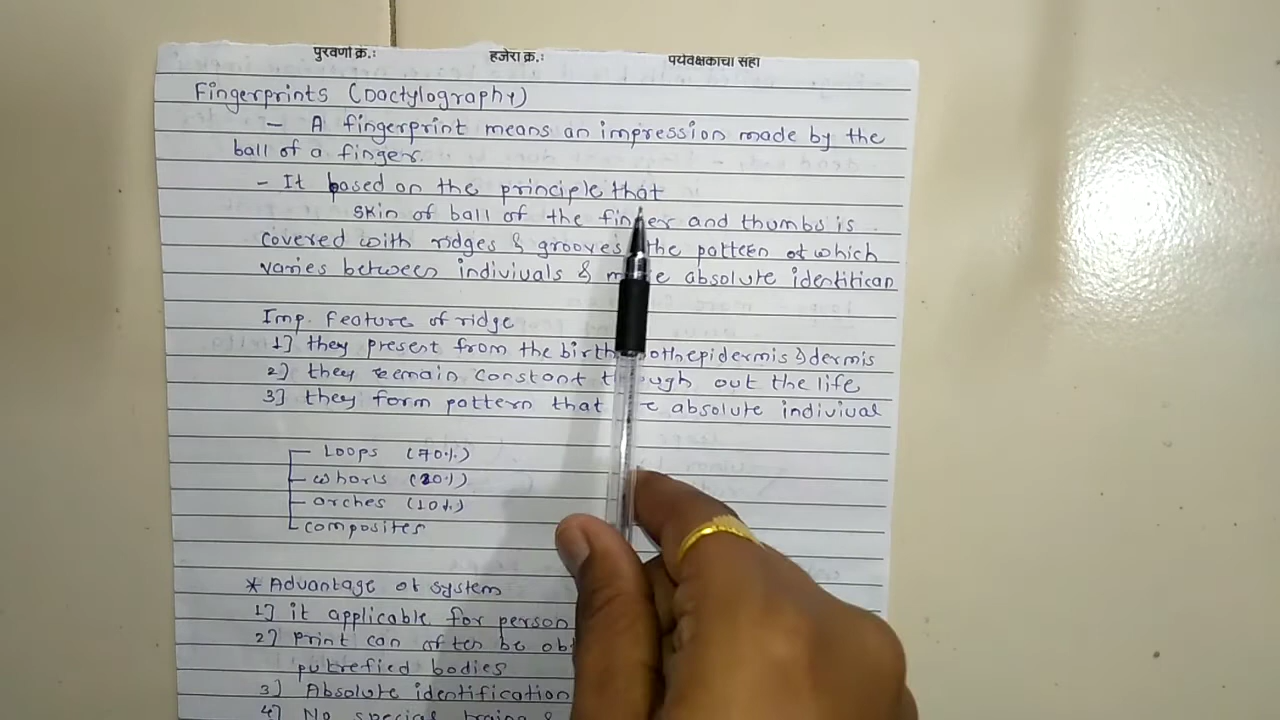 पुरवणी क्र.: हजेरी क्र.: पर्यवेक्षकाचा सही
Fingerprints (Dactylography)
- A fingerprint means an impression made by the
ball of a finger.
- It based on the principle that
skin of ball of the finger and thumbs is
covered with ridges & grooves the pattern of which
varies between indiviuals & absolute identitican
Imp. Feature of ridge
1] they present from the birth epidermis & dermis
2] they remain constant through out the life
3] they form pattern that absolute indiviual
Loops (70%)
whorls (20%)
arches (10%)
composites
* Advantage of system
1] it applicable for person
2] Print can often be
putrefied bodies
3] Absolute identification
4] No special